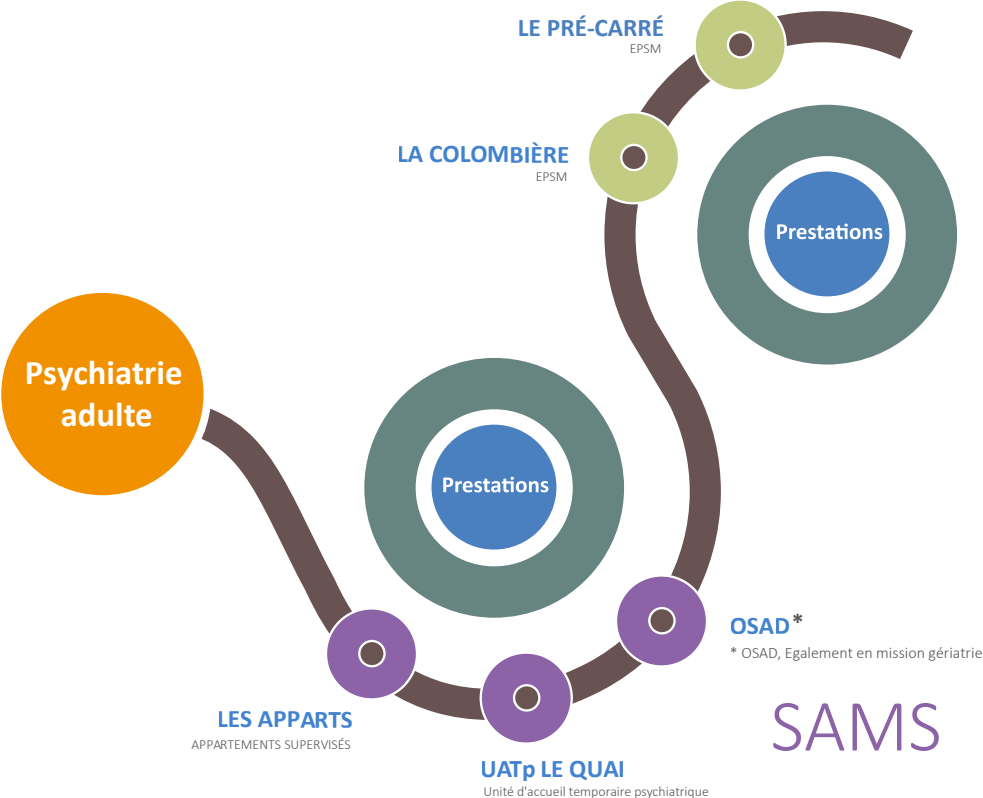 LE PRÉ-CARRÉ
EPSM
LA COLOMBIÈRE
EPSM
Prestations
Psychiatrie
adulte
Prestations
OSAD*
* OSAD, Egalement en mission gériatrie
LES APPARTS
APPARTEMENTS SUPERVISÉS
SAMS
UATp LE QUAI
Unité d'accueil temporaire psychiatrique